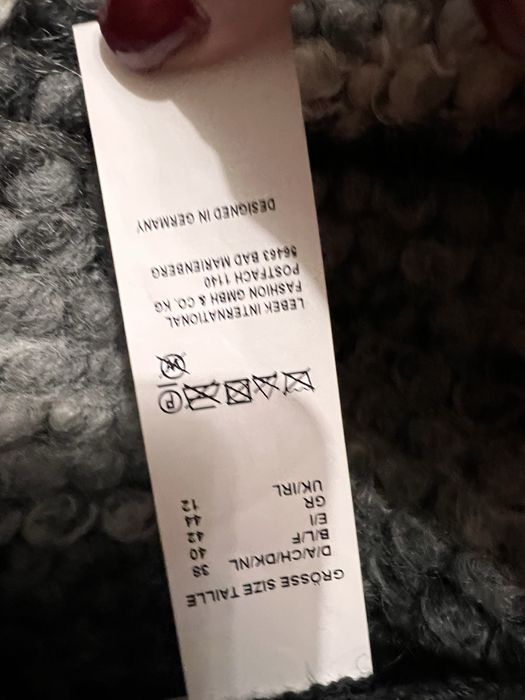 GRÖSSE SIZE TAILLE
D/A/CH/DK/NL 38
B/L/F 40
E/I 42
GR 44
UK/IRL 12
P
W
LEBEK INTERNATIONAL
FASHION GMBH & CO. KG
POSTFACH 1140
56463 BAD MARIENBERG
DESIGNED IN GERMANY